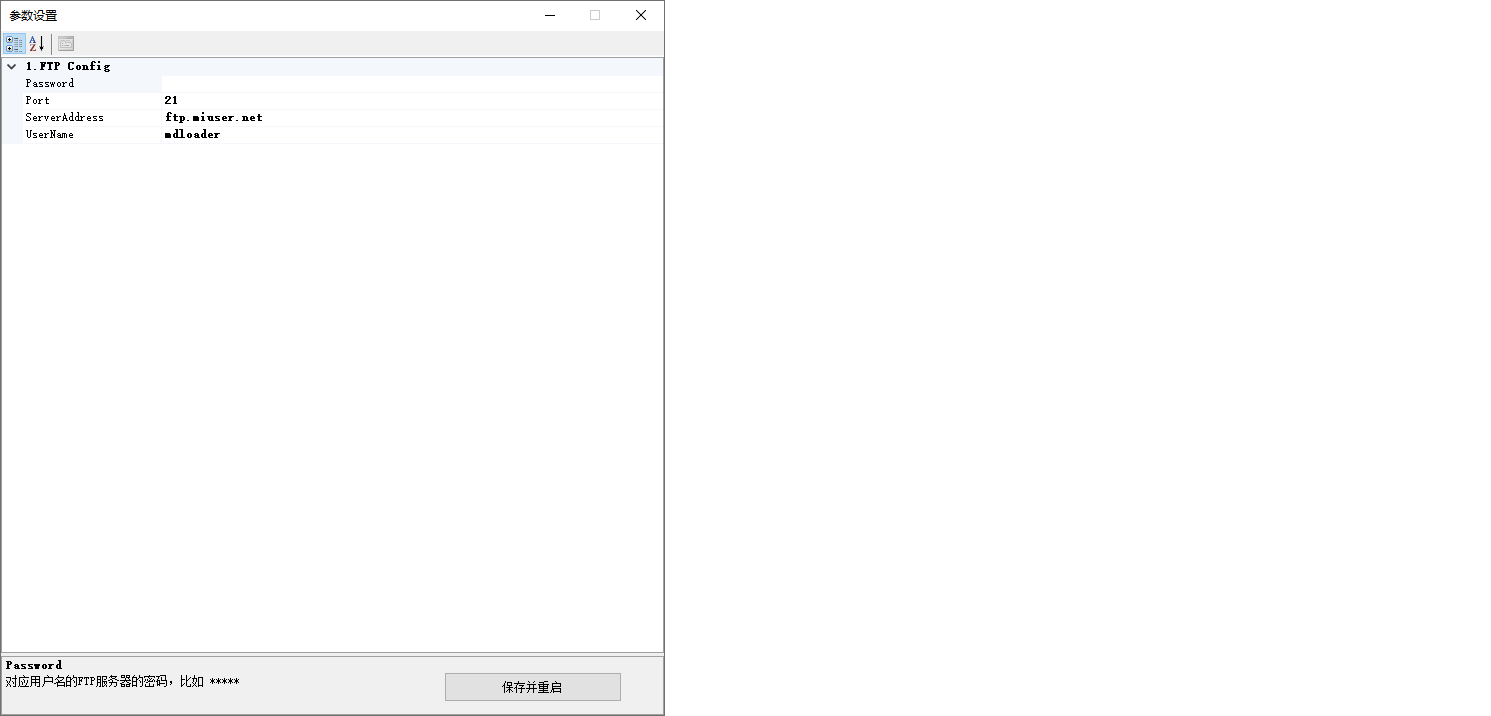 参数设置
1.FTP Config
Password
Port 21
ServerAddress ftp.miuser.net
UserName mdloader
Password
对应用户名的FTP服务器的密码，比如 *****
保存并重启